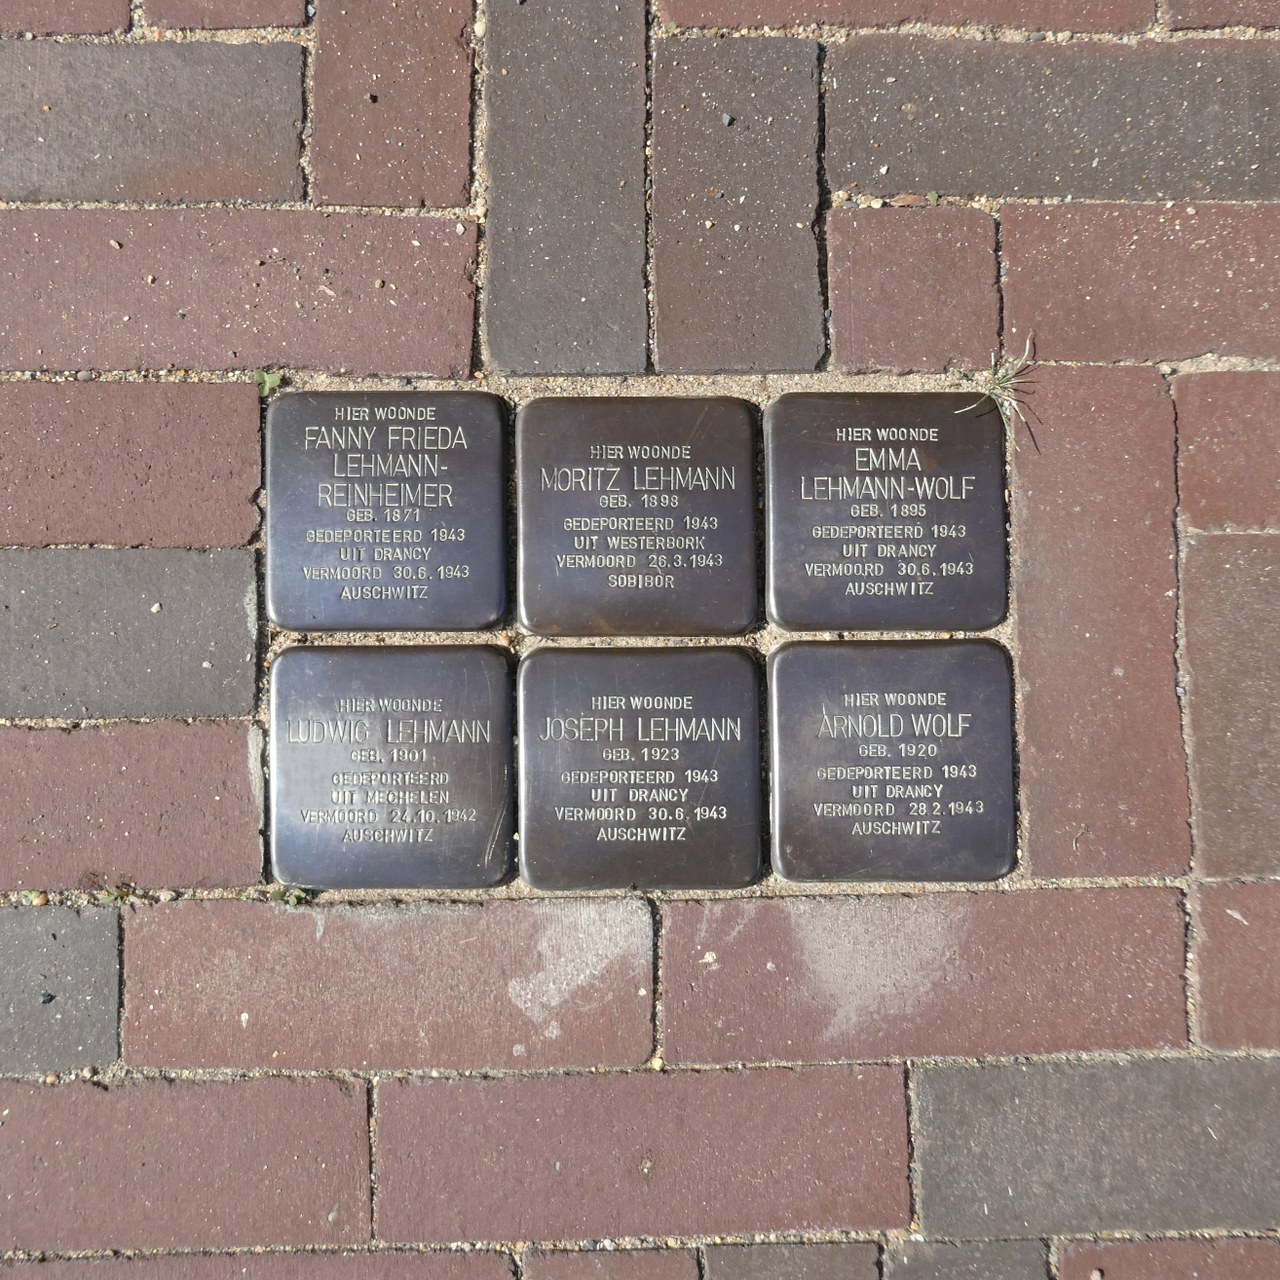 HIER WOONDE
FANNY FRIEDA
LEHMANN-
REINHEIMER
GEB. 1871
GEDEPORTEERD 1943
UIT DRANCY
VERMOORD 30.6.1943
AUSCHWITZ
HIER WOONDE
MORITZ LEHMANN
GEB. 1898
GEDEPORTEERD 1943
UIT WESTERBORK
VERMOORD 26.3.1943
SOBIBÓR
HIER WOONDE
EMMA
LEHMANN-WOLF
GEB. 1895
GEDEPORTEERD 1943
UIT DRANCY
VERMOORD 30.6.1943
AUSCHWITZ
HIER WOONDE
LUDWIG LEHMANN
GEB. 1901
GEDEPORTEERD
UIT MECHELEN
VERMOORD 24.10.1942
AUSCHWITZ
HIER WOONDE
JOSEPH LEHMANN
GEB. 1923
GEDEPORTEERD 1943
UIT DRANCY
VERMOORD 30.6.1943
AUSCHWITZ
HIER WOONDE
ARNOLD WOLF
GEB. 1920
GEDEPORTEERD 1943
UIT DRANCY
VERMOORD 28.2.1943
AUSCHWITZ